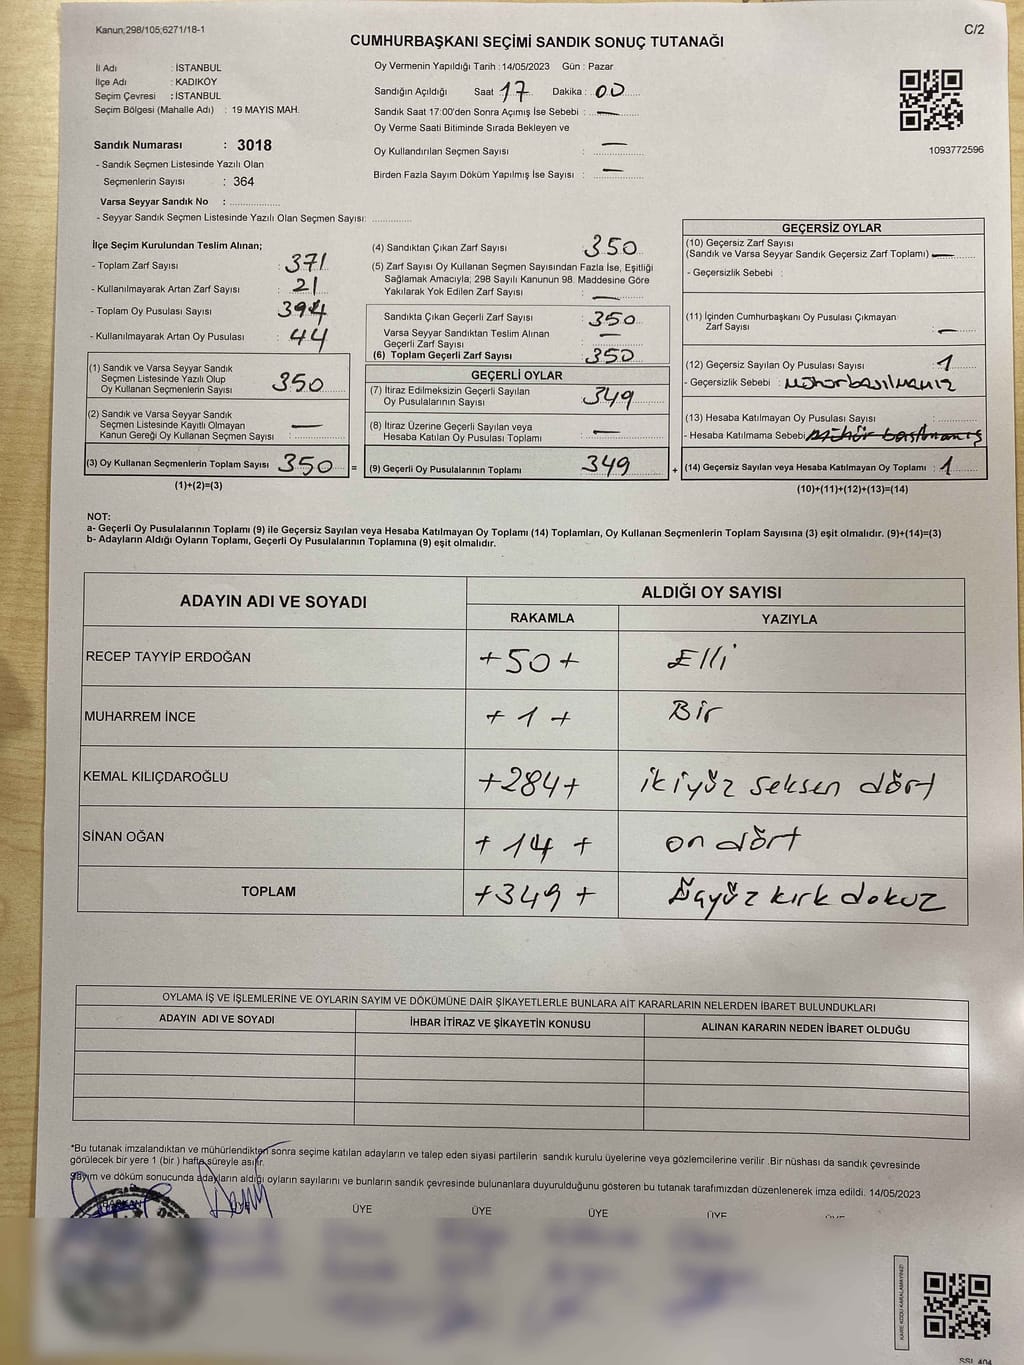 Kanun;298/105;6271/18-1
C/2
CUMHURBAŞKANI SEÇİMİ SANDIK SONUÇ TUTANAĞI
İl Adı : İSTANBUL
İlçe Adı : KADIKÖY
Seçim Çevresi : İSTANBUL
Seçim Bölgesi (Mahalle Adı) : 19 MAYIS MAH.
Sandık Numarası : 3018
- Sandık Seçmen Listesinde Yazılı Olan
Seçmenlerin Sayısı : 364
Varsa Seyyar Sandık No : ................
- Seyyar Sandık Seçmen Listesinde Yazılı Olan Seçmen Sayısı: ............
Oy Vermenin Yapıldığı Tarih :14/05/2023 Gün : Pazar
Sandığın Açıldığı Saat 17 Dakika : 00
Sandık Saat 17:00'den Sonra Açımış İse Sebebi : —
Oy Verme Saati Bitiminde Sırada Bekleyen ve
Oy Kullandırılan Seçmen Sayısı : —
Birden Fazla Sayım Döküm Yapılmış İse Sayısı : —
1093772596
İlçe Seçim Kurulundan Teslim Alınan;
- Toplam Zarf Sayısı : 371
- Kullanılmayarak Artan Zarf Sayısı : 21
- Toplam Oy Pusulası Sayısı : 394
- Kullanılmayarak Artan Oy Pusulası : 44
(1) Sandık ve Varsa Seyyar Sandık
Seçmen Listesinde Yazılı Olup
Oy Kullanan Seçmenlerin Sayısı 350
(2) Sandık ve Varsa Seyyar Sandık
Seçmen Listesinde Kayıtlı Olmayan
Kanun Gereği Oy Kullanan Seçmen Sayısı : —
(3) Oy Kullanan Seçmenlerin Toplam Sayısı 350 =
(1)+(2)=(3)
(4) Sandıktan Çıkan Zarf Sayısı 350
(5) Zarf Sayısı Oy Kullanan Seçmen Sayısından Fazla İse, Eşitliği
Sağlamak Amacıyla; 298 Sayılı Kanunun 98. Maddesine Göre
Yakılarak Yok Edilen Zarf Sayısı : —
Sandıkta Çıkan Geçerli Zarf Sayısı : 350
Varsa Seyyar Sandıktan Teslim Alınan
Geçerli Zarf Sayısı : —
(6) Toplam Geçerli Zarf Sayısı : 350
GEÇERLİ OYLAR
(7) İtiraz Edilmeksizin Geçerli Sayılan
Oy Pusulalarının Sayısı : 349
(8) İtiraz Üzerine Geçerli Sayılan veya
Hesaba Katılan Oy Pusulası Toplamı : —
(9) Geçerli Oy Pusulalarının Toplamı : 349 +
GEÇERSİZ OYLAR
(10) Geçersiz Zarf Sayısı
(Sandık ve Varsa Seyyar Sandık Geçersiz Zarf Toplamı) —
- Geçersizlik Sebebi :
(11) İçinden Cumhurbaşkanı Oy Pusulası Çıkmayan
Zarf Sayısı : —
(12) Geçersiz Sayılan Oy Pusulası Sayısı : 1
- Geçersizlik Sebebi :
(13) Hesaba Katılmayan Oy Pusulası Sayısı :
- Hesaba Katılmama Sebebi
(14) Geçersiz Sayılan veya Hesaba Katılmayan Oy Toplamı : 1
(10)+(11)+(12)+(13)=(14)
NOT:
a- Geçerli Oy Pusulalarının Toplamı (9) ile Geçersiz Sayılan veya Hesaba Katılmayan Oy Toplamı (14) Toplamları, Oy Kullanan Seçmenlerin Toplam Sayısına (3) eşit olmalıdır. (9)+(14)=(3)
b- Adayların Aldığı Oyların Toplamı, Geçerli Oy Pusulalarının Toplamına (9) eşit olmalıdır.
ADAYIN ADI VE SOYADI ALDIĞI OY SAYISI
RAKAMLA YAZIYLA
RECEP TAYYİP ERDOĞAN +50+ Elli
MUHARREM İNCE +1+ Bir
KEMAL KILIÇDAROĞLU +284+ ikiyüz seksen dört
SİNAN OĞAN +14+ on dört
TOPLAM +349+ Üçyüz kırk dokuz
OYLAMA İŞ VE İŞLEMLERİNE VE OYLARIN SAYIM VE DÖKÜMÜNE DAİR ŞİKAYETLERLE BUNLARA AİT KARARLARIN NELERDEN İBARET BULUNDUKLARI
ADAYIN ADI VE SOYADI İHBAR İTİRAZ VE ŞİKAYETİN KONUSU ALINAN KARARIN NEDEN İBARET OLDUĞU
*Bu tutanak imzalandıktan ve mühürlendikten sonra seçime katılan adayların ve talep eden siyasi partilerin sandık kurulu üyelerine veya gözlemcilerine verilir .Bir nüshası da sandık çevresinde
görülecek bir yere 1 (bir ) hafta süreyle asılır.
Sayım ve döküm sonucunda adayların aldığı oyların sayılarını ve bunların sandık çevresinde bulunanlara duyurulduğunu gösteren bu tutanak tarafımızdan düzenlenerek imza edildi. 14/05/2023
BAŞKAN ÜYE ÜYE ÜYE ÜYE ÜYE
KARE KODU KARALAMAYINIZ!